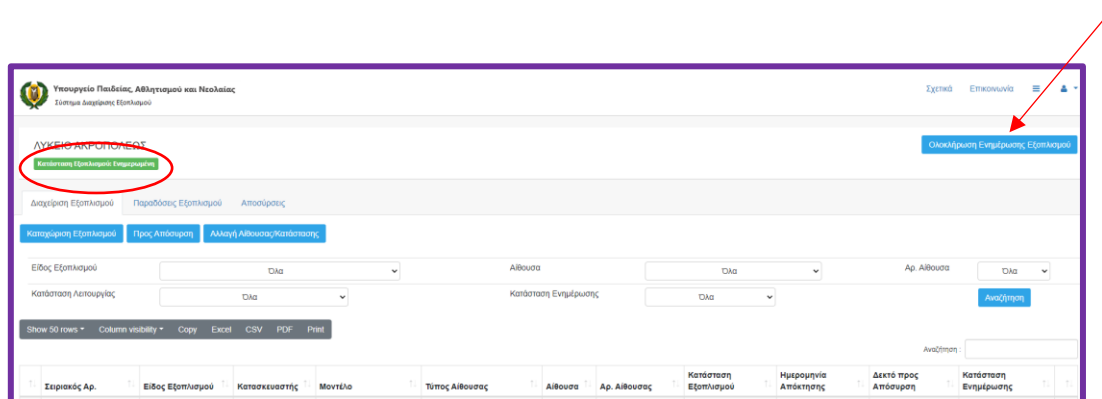 Υπουργείο Παιδείας, Αθλητισμού και Νεολαίας
Σύστημα Διαχείρισης Εξοπλισμού
Σχετικά Επικοινωνία
ΛΥΚΕΙΟ ΑΚΡΟΠΟΛΕΩΣ
Ολοκλήρωση Ενημέρωσης Εξοπλισμού
Κατάσταση Εξοπλισμού: Ενημερωμένη
Διαχείριση Εξοπλισμού Παραδόσεις Εξοπλισμού Αποσύρσεις
Καταχώριση Εξοπλισμού Προς Απόσυρση Αλλαγή Αίθουσας/Κατάστασης
Είδος Εξοπλισμού Όλα Αίθουσα Όλα Αρ. Αίθουσα Όλα
Κατάσταση Λειτουργίας Όλα Κατάσταση Ενημέρωσης Όλα Αναζήτηση
Show 50 rows Column visibility Copy Excel CSV PDF Print
Αναζήτηση :
Σειριακός Αρ. Είδος Εξοπλισμού Κατασκευαστής Μοντέλο Τύπος Αίθουσας Αίθουσα Αρ. Αίθουσας Κατάσταση Εξοπλισμού Ημερομηνία Απόκτησης Δεκτό προς Απόσυρση Κατάσταση Ενημέρωσης